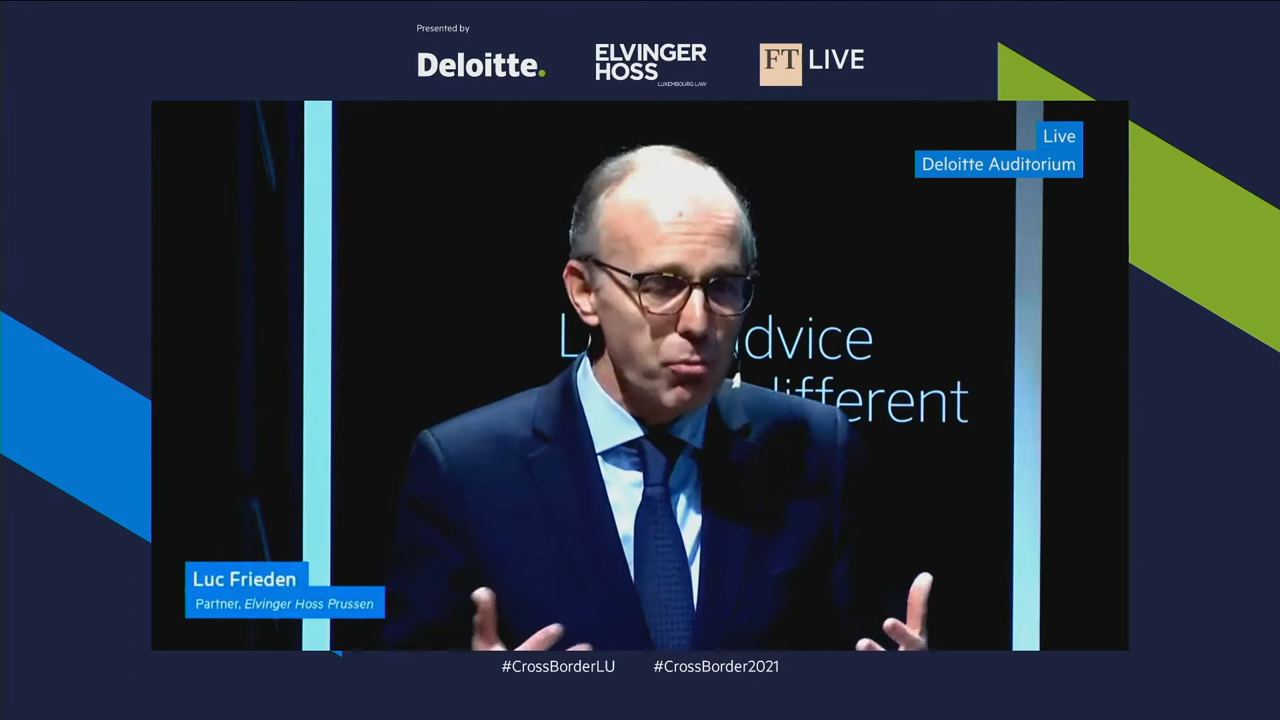 Presented by
Deloitte.
ELVINGER
HOSS
LUXEMBOURG LAW
FT LIVE
Live
Deloitte Auditorium
L dvice
different
Luc Frieden
Partner, Elvinger Hoss Prussen
#CrossBorderLU #CrossBorder2021